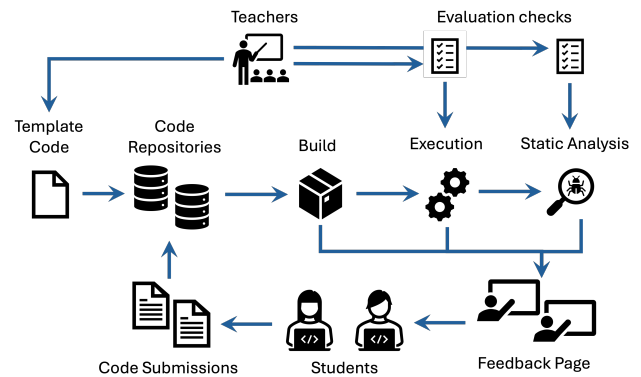 Teachers
Evaluation checks
Template
Code
Code
Repositories
Build
Execution
Static Analysis
</>
</>
Code Submissions
Students
Feedback Page